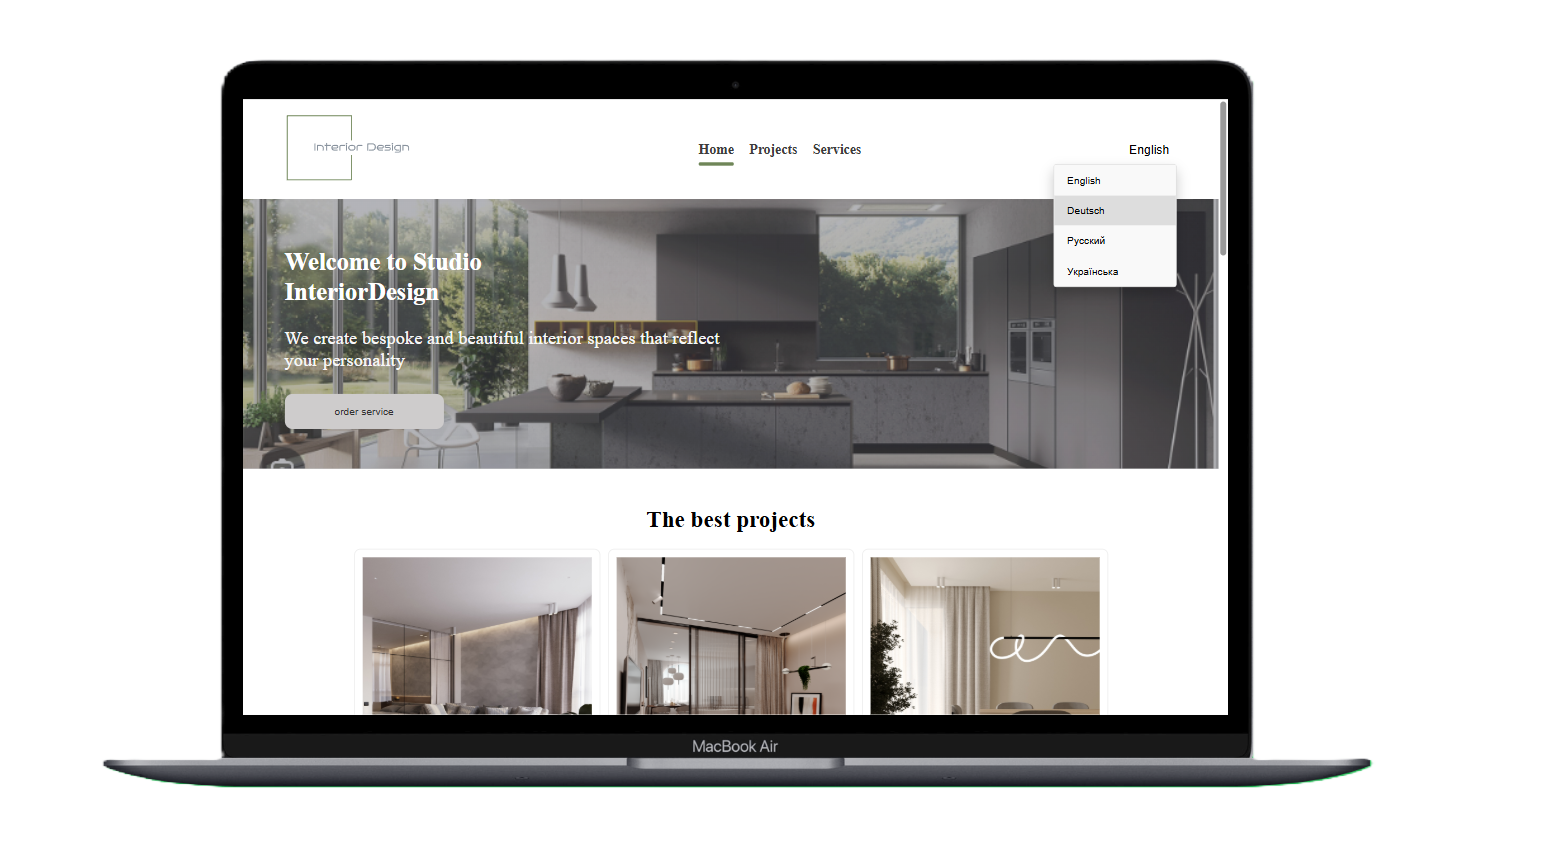 Interior Design
Home Projects Services
English
English
Deutsch
Русский
Українська
Welcome to Studio
InteriorDesign
We create bespoke and beautiful interior spaces that reflect
your personality
order service
The best projects
MacBook Air